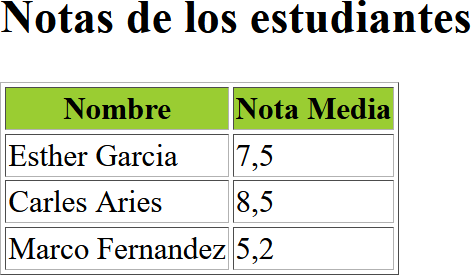 Notas de los estudiantes
Nombre Nota Media
Esther Garcia 7,5
Carles Aries 8,5
Marco Fernandez 5,2